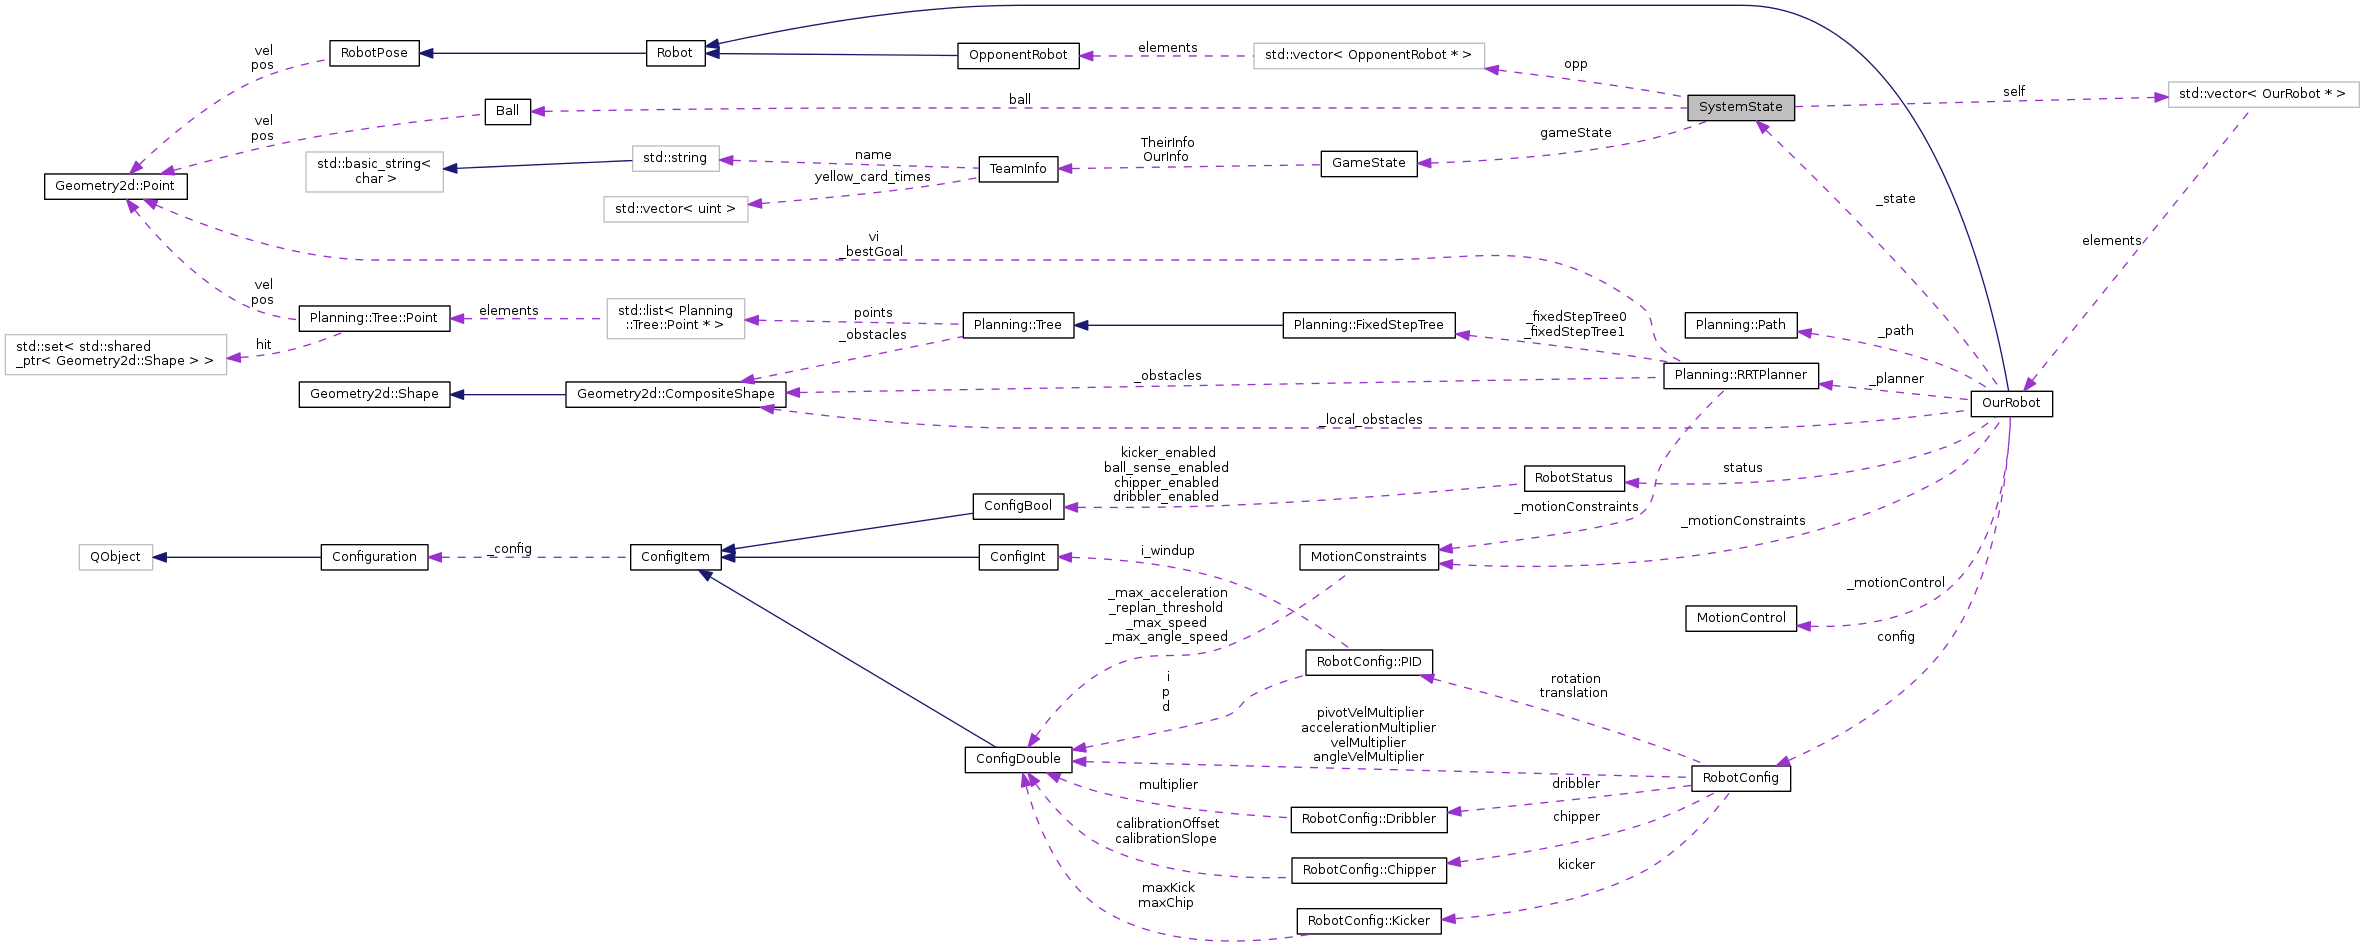 vel
pos
RobotPose
Robot
OpponentRobot
elements
std::vector< OpponentRobot * >
opp
SystemState
self
std::vector< OurRobot * >
Ball
ball
vel
pos
gameState
std::basic_string<
char >
std::string
name
yellow_card_times
TeamInfo
TheirInfo
OurInfo
GameState
Geometry2d::Point
std::vector< uint >
_state
elements
vi
_bestGoal
vel
pos
Planning::Tree::Point
elements
std::list< Planning
::Tree::Point * >
points
_obstacles
Planning::Tree
Planning::FixedStepTree
_fixedStepTree0
_fixedStepTree1
Planning::Path
_path
std::set< std::shared
_ptr< Geometry2d::Shape > >
hit
Planning::RRTPlanner
_planner
_obstacles
Geometry2d::Shape
Geometry2d::CompositeShape
OurRobot
_local_obstacles
kicker_enabled
ball_sense_enabled
chipper_enabled
dribbler_enabled
RobotStatus
status
ConfigBool
_motionConstraints
_motionConstraints
QObject
Configuration
_config
ConfigItem
ConfigInt
i_windup
MotionConstraints
_max_acceleration
_replan_threshold
_max_speed
_max_angle_speed
_motionControl
MotionControl
config
RobotConfig::PID
i
p
d
rotation
translation
pivotVelMultiplier
accelerationMultiplier
velMultiplier
angleVelMultiplier
ConfigDouble
RobotConfig
multiplier
dribbler
RobotConfig::Dribbler
calibrationOffset
calibrationSlope
chipper
RobotConfig::Chipper
kicker
maxKick
maxChip
RobotConfig::Kicker